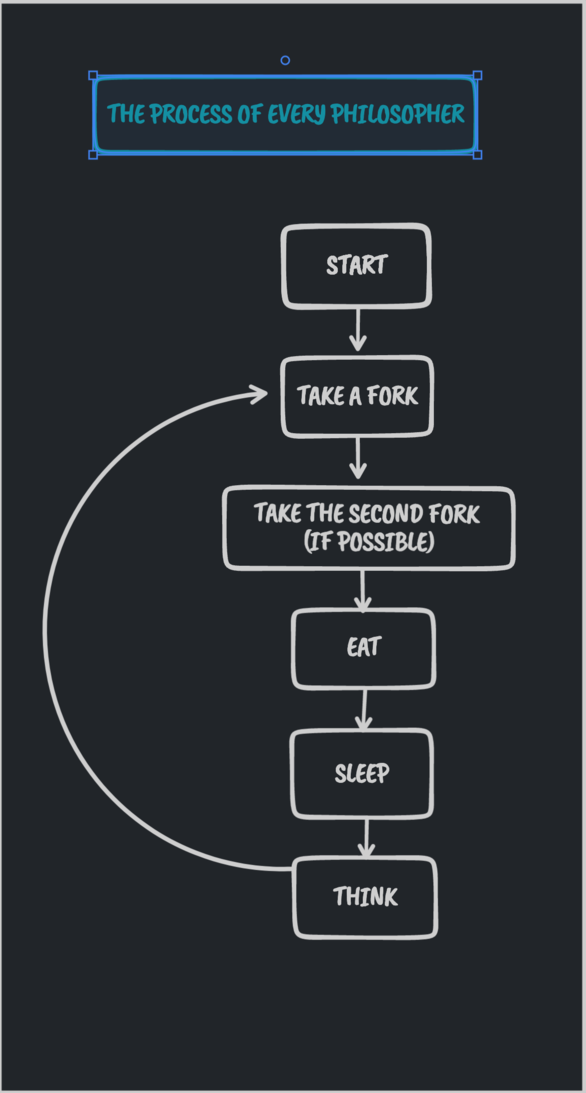 THE PROCESS OF EVERY PHILOSOPHER
START
TAKE A FORK
TAKE THE SECOND FORK
(IF POSSIBLE)
EAT
SLEEP
THINK